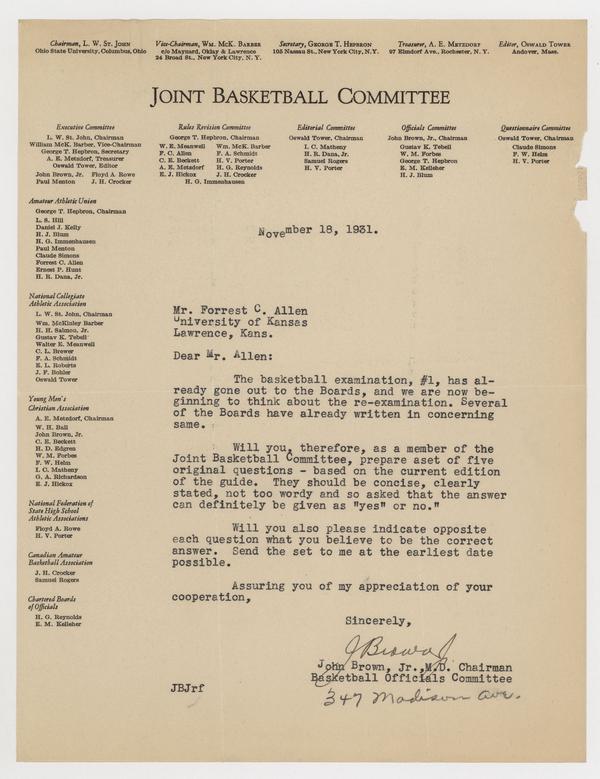 Chairman, L. W. St. John
Ohio State University, Columbus, Ohio
Vice-Chairman, Wm. McK. Barber
c/o Maynard, Oklay & Lawrence
24 Broad St., New York City, N. Y.
Secretary, George T. Hepbron
105 Nassau St., New York City, N.Y.
Treasurer, A. E. Metzdorf
97 Elmdorf Ave., Rochester, N. Y.
Editor, Oswald Tower
Andover, Mass.
Joint Basketball Committee
Executive Committee
L. W. St. John, Chairman
William McK. Barber, Vice-Chairman
George T. Hepbron, Secretary
A. E. Metzdorf, Treasurer
Oswald Tower, Editor
John Brown, Jr. Floyd A. Rowe
Paul Menton J. H. Crocker
Rules Revision Committee
George T. Hepbron, Chairman
W. E. Meanwell Wm. McK. Barber
F. C. Allen F. A. Schmidt
C. E. Beckett H. V. Porter
A. E. Metzdorf H. G. Reynolds
E. J. Hickox J. H. Crocker
H. G. Immenhausen
Editorial Committee
Oswald Tower, Chairman
I. C. Matheny
H. R. Dana, Jr.
Samuel Rogers
H. V. Porter
Officials Committee
John Brown, Jr., Chairman
Gustav K. Tebell
W. M. Forbes
George T. Hepbron
E. M. Kelleher
H. J. Blum
Questionnaire Committee
Oswald Tower, Chairman
Claude Simons
F. W. Helm
H. V. Porter
Amateur Athletic Union
George T. Hepbron, Chairman
L. S. Hill
Daniel J. Kelly
H. J. Blum
H. G. Immenhausen
Paul Menton
Claude Simons
Forrest C. Allen
Ernest P. Hunt
H. R. Dana, Jr.
National Collegiate
Athletic Association
L. W. St. John, Chairman
Wm. McKinley Barber
H. H. Salmon, Jr.
Gustav K. Tebell
Walter E. Meanwell
C. L. Brewer
F. A. Schmidt
E. L. Roberts
J. F. Bohler
Oswald Tower
Young Men's
Christian Association
A. E. Metzdorf, Chairman
W. H. Ball
John Brown, Jr.
C. E. Beckett
H. D. Edgren
W. M. Forbes
F. W. Helm
I. C. Matheny
G. A. Richardson
E. J. Hickox
National Federation of
State High School
Athletic Associations
Floyd A. Rowe
H. V. Porter
Canadian Amateur
Basketball Association
J. H. Crocker
Samuel Rogers
Chartered Boards
of Officials
H. G. Reynolds
E. M. Kelleher
November 18, 1931.
Mr. Forrest C. Allen
University of Kansas
Lawrence, Kans.
Dear Mr. Allen:
The basketball examination, #1, has al-
ready gone out to the Boards, and we are now be-
ginning to think about the re-examination. Several
of the Boards have already written in concerning
same.
Will you, therefore, as a member of the
Joint Basketball Committee, prepare aset of five
original questions - based on the current edition
of the guide. They should be concise, clearly
stated, not too wordy and so asked that the answer
can definitely be given as "yes" or no."
Will you also please indicate opposite
each question what you believe to be the correct
answer. Send the set to me at the earliest date
possible.
Assuring you of my appreciation of your
cooperation,
Sincerely,
J Brown Jr
John Brown, Jr.,M.D. Chairman
Basketball Officials Committee
347 Madison Ave.
JBJrf